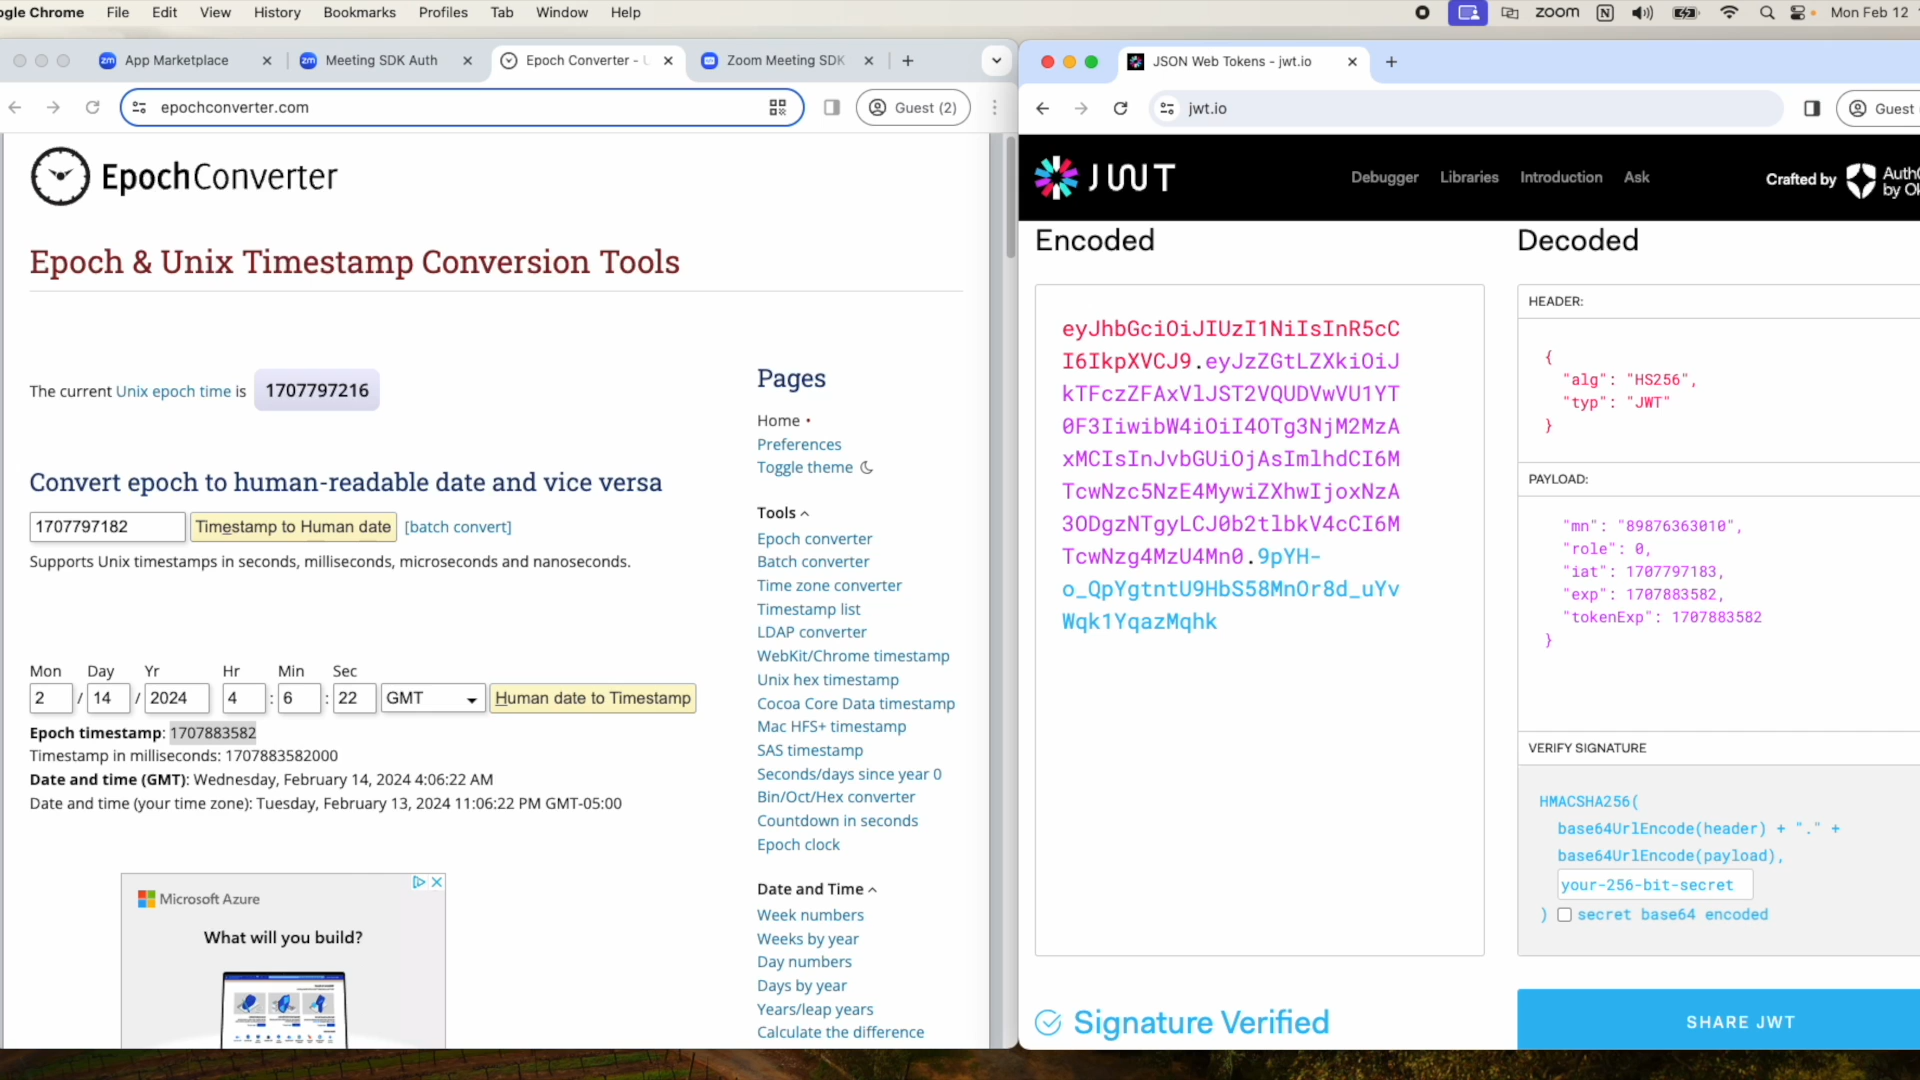 ogle Chrome File Edit View History Bookmarks Profiles Tab Window Help zoom Mon Feb 12
zm App Marketplace
zm Meeting SDK Auth
Epoch Converter - U
Zoom Meeting SDK
epochconverter.com
Guest (2)
EpochConverter
Epoch & Unix Timestamp Conversion Tools
The current Unix epoch time is 1707797216
Convert epoch to human-readable date and vice versa
1707797182 Timestamp to Human date [batch convert]
Supports Unix timestamps in seconds, milliseconds, microseconds and nanoseconds.
Mon Day Yr Hr Min Sec
2 / 14 / 2024 4 : 6 : 22 GMT Human date to Timestamp
Epoch timestamp: 1707883582
Timestamp in milliseconds: 1707883582000
Date and time (GMT): Wednesday, February 14, 2024 4:06:22 AM
Date and time (your time zone): Tuesday, February 13, 2024 11:06:22 PM GMT-05:00
Microsoft Azure
What will you build?
Pages
Home •
Preferences
Toggle theme
Tools
Epoch converter
Batch converter
Time zone converter
Timestamp list
LDAP converter
WebKit/Chrome timestamp
Unix hex timestamp
Cocoa Core Data timestamp
Mac HFS+ timestamp
SAS timestamp
Seconds/days since year 0
Bin/Oct/Hex converter
Countdown in seconds
Epoch clock
Date and Time
Week numbers
Weeks by year
Day numbers
Days by year
Years/leap years
Calculate the difference
JSON Web Tokens - jwt.io
jwt.io
Guest
JWT
Debugger Libraries Introduction Ask
Crafted by Auth0
by Ok
Encoded
eyJhbGciOiJIUzI1NiIsInR5cC
I6IkpXVCJ9.eyJzZGtLZXkiOiJ
kTFczZFAxVlJST2VQUDVwVU1YT
0F3IiwibW4iOiI4OTg3NjM2MzA
xMCIsInJvbGUiOjAsImlhdCI6M
TcwNzc5NzE4MywiZXhwIjoxNzA
3ODgzNTgyLCJ0b2tlbkV4cCI6M
TcwNzg4MzU4Mn0.9pYH-
o_QpYgtntU9HbS58MnOr8d_uYv
Wqk1YqazMqhk
Signature Verified
Decoded
HEADER:
{
"alg": "HS256",
"typ": "JWT"
}
PAYLOAD:
"mn": "89876363010",
"role": 0,
"iat": 1707797183,
"exp": 1707883582,
"tokenExp": 1707883582
}
VERIFY SIGNATURE
HMACSHA256(
base64UrlEncode(header) + "." +
base64UrlEncode(payload),
your-256-bit-secret
) secret base64 encoded
SHARE JWT